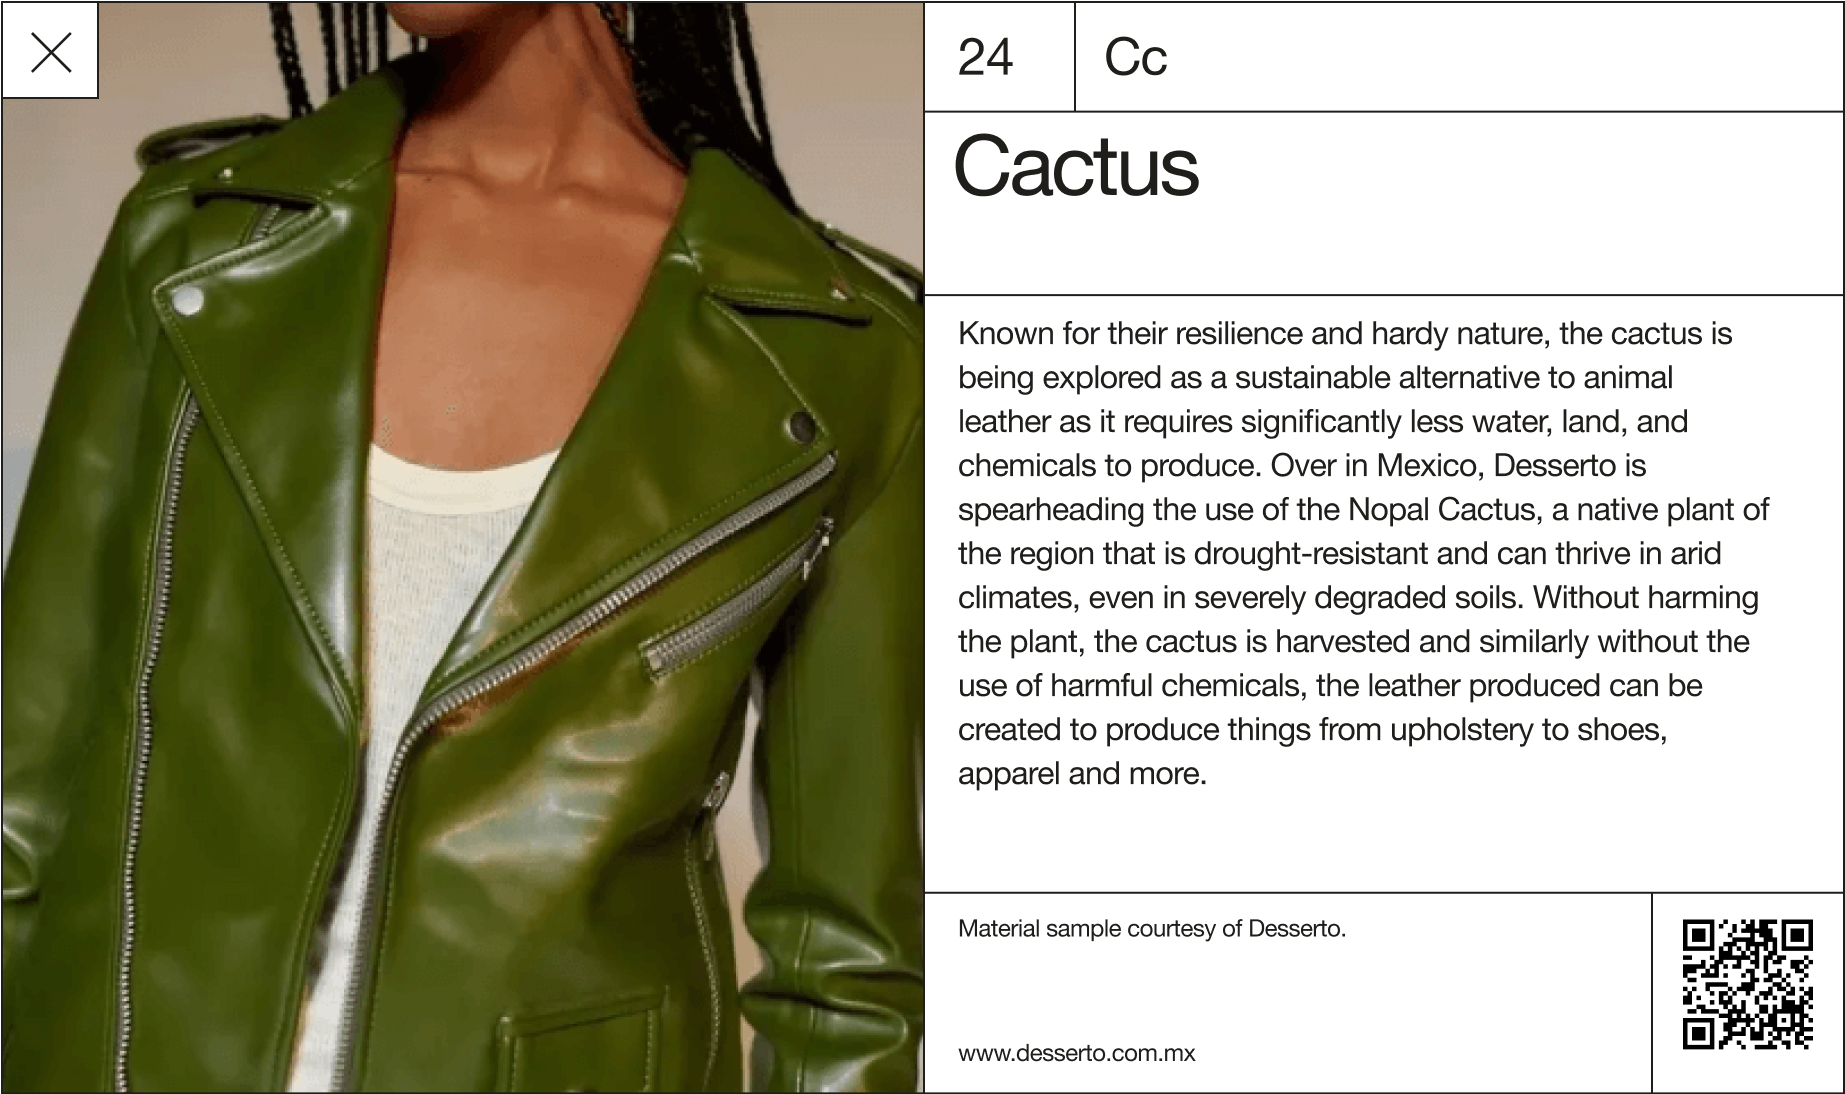 24
Cc
Cactus
Known for their resilience and hardy nature, the cactus is
being explored as a sustainable alternative to animal
leather as it requires significantly less water, land, and
chemicals to produce. Over in Mexico, Desserto is
spearheading the use of the Nopal Cactus, a native plant of
the region that is drought-resistant and can thrive in arid
climates, even in severely degraded soils. Without harming
the plant, the cactus is harvested and similarly without the
use of harmful chemicals, the leather produced can be
created to produce things from upholstery to shoes,
apparel and more.
Material sample courtesy of Desserto.
www.desserto.com.mx